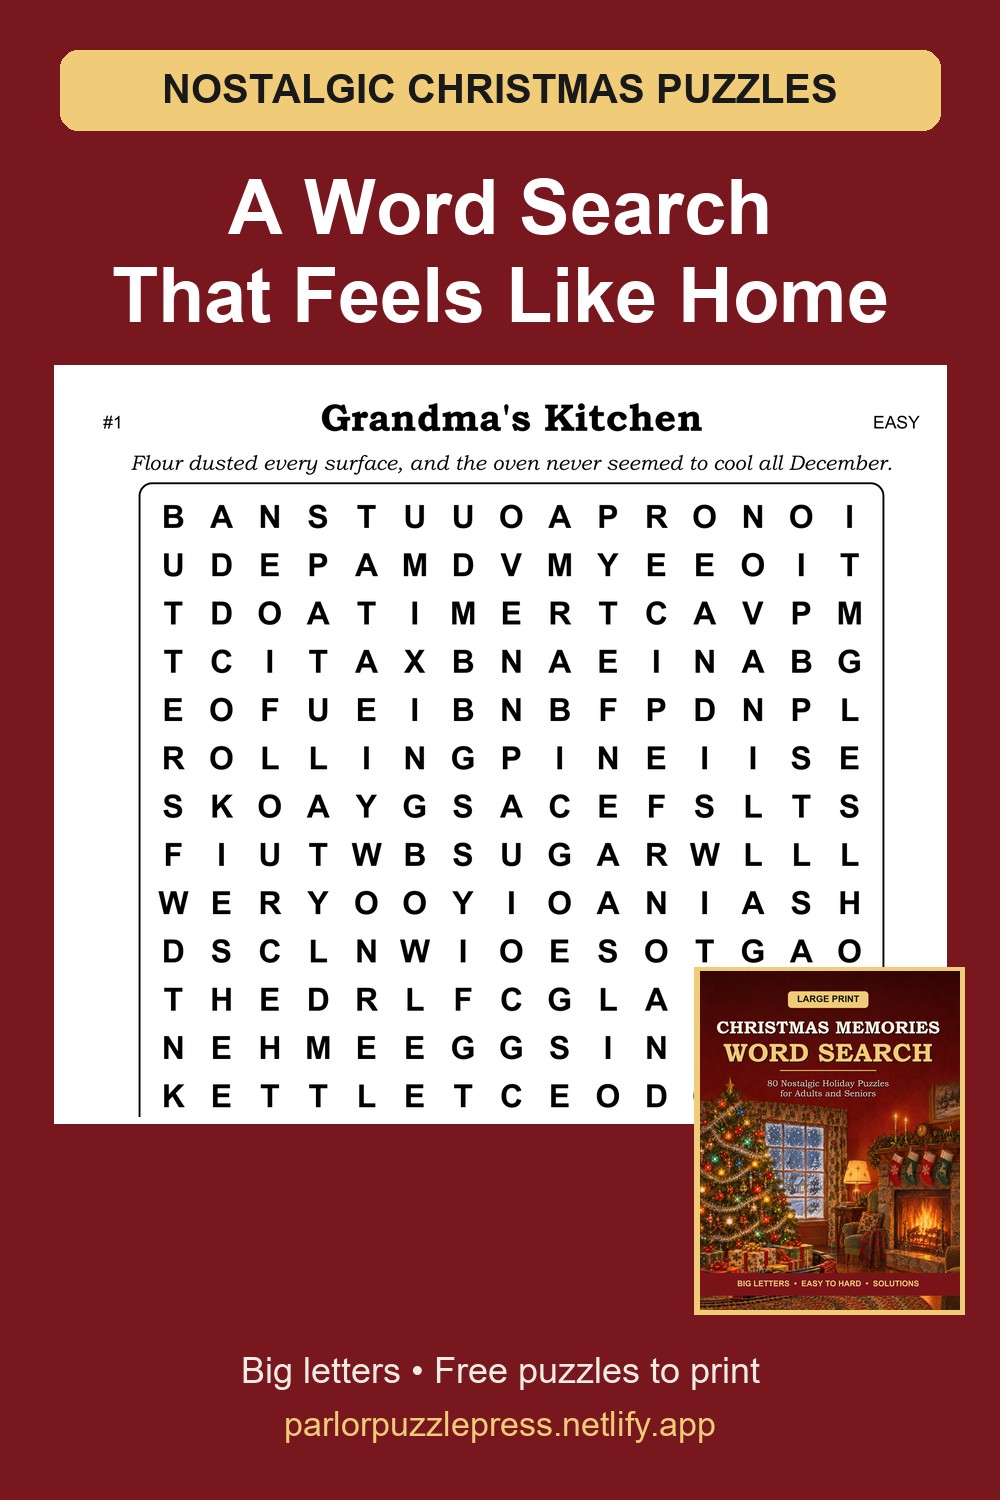 NOSTALGIC CHRISTMAS PUZZLES
A Word Search
That Feels Like Home
#1 Grandma's Kitchen EASY
Flour dusted every surface, and the oven never seemed to cool all December.
B A N S T U U O A P R O N O I
U D E P A M D V M Y E E O I T
T D O A T I M E R T C A V P M
T C I T A X B N A E I N A B G
E O F U E I B N B F P D N P L
R O L L I N G P I N E I I S E
S K O A Y G S A C E F S L T S
F I U T W B S U G A R W L L L
W E R Y O O Y I O A N I A S H
D S C L N W I O E S O T G A O
T H E D R L F C G L A
N E H M E E G G S I N
K E T T L E T C E O D
LARGE PRINT
CHRISTMAS MEMORIES
WORD SEARCH
80 Nostalgic Holiday Puzzles
for Adults and Seniors
BIG LETTERS • EASY TO HARD • SOLUTIONS
Big letters • Free puzzles to print
parlorpuzzlepress.netlify.app